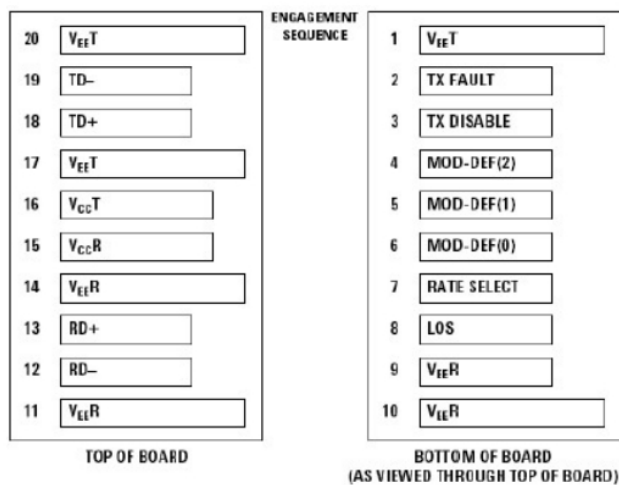 ENGAGEMENT
SEQUENCE
20 VEET
19 TD–
18 TD+
17 VEET
16 VCCT
15 VCCR
14 VEER
13 RD+
12 RD–
11 VEER
TOP OF BOARD
1 VEET
2 TX FAULT
3 TX DISABLE
4 MOD-DEF(2)
5 MOD-DEF(1)
6 MOD-DEF(0)
7 RATE SELECT
8 LOS
9 VEER
10 VEER
BOTTOM OF BOARD
(AS VIEWED THROUGH TOP OF BOARD)